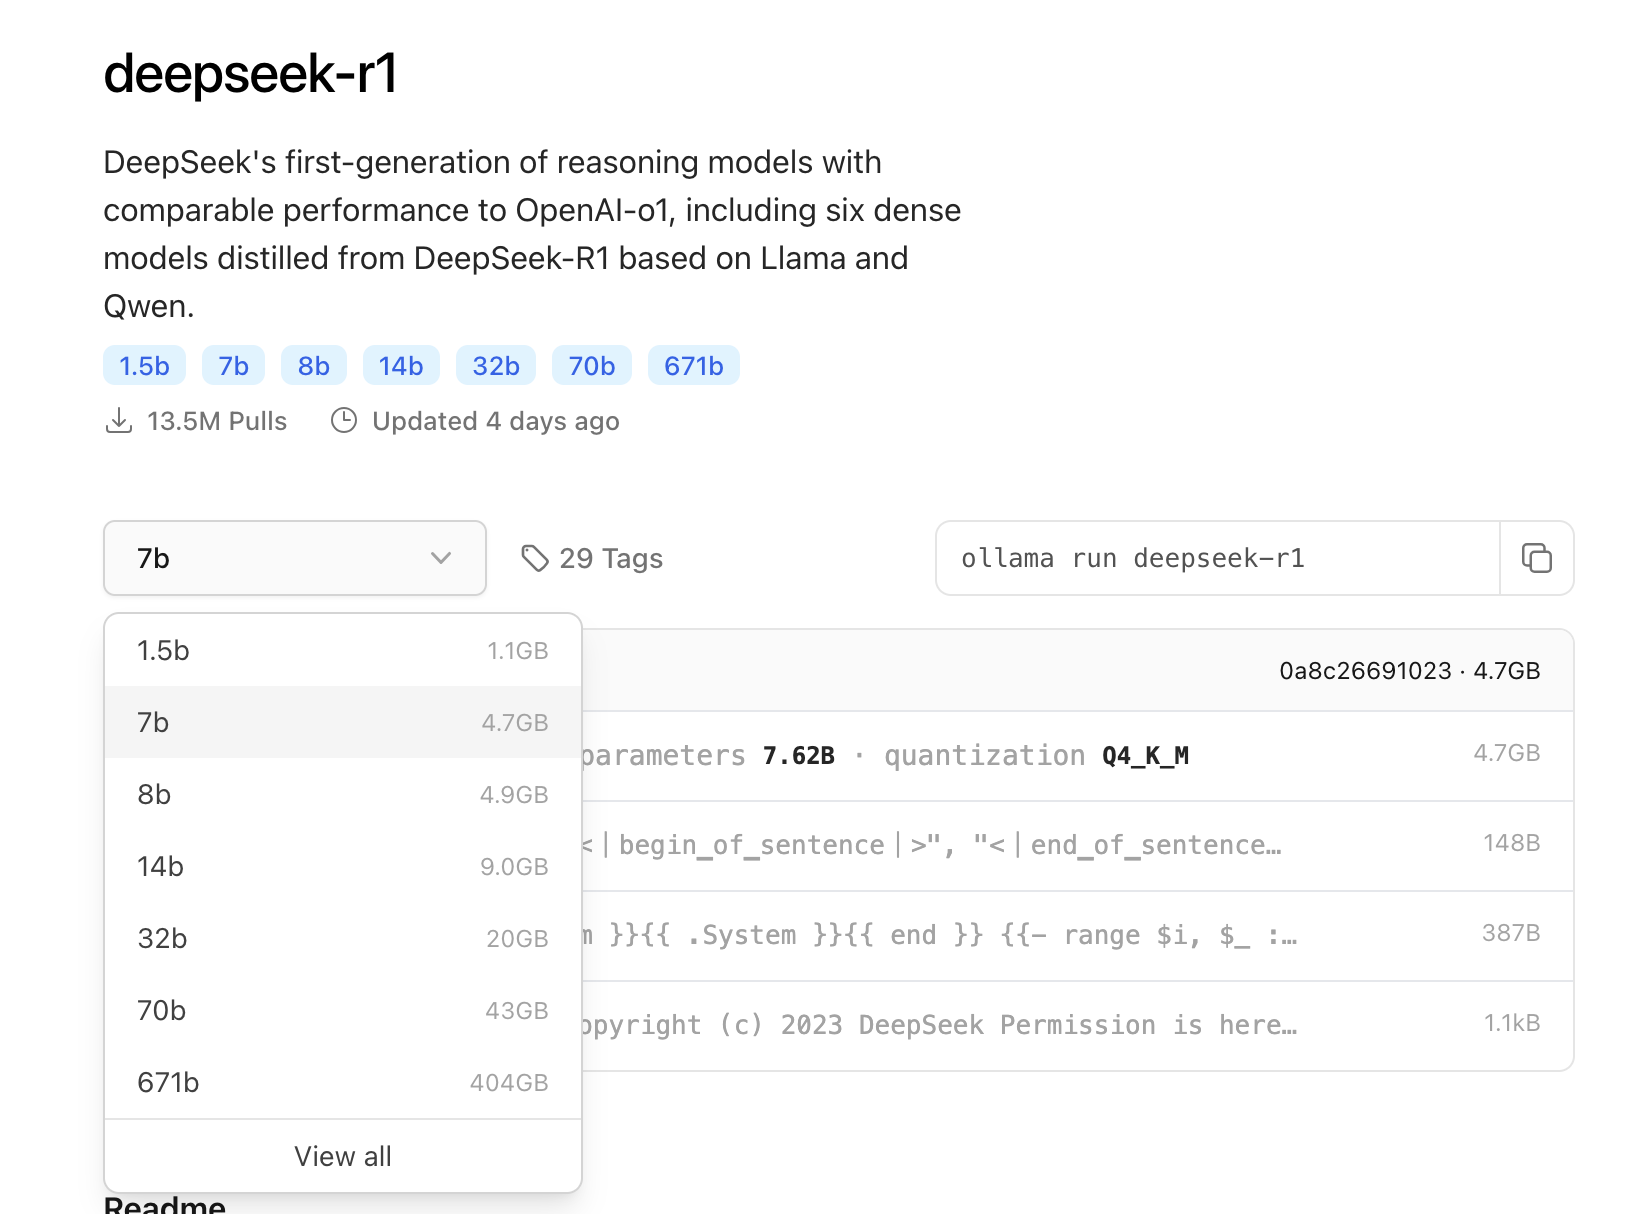 deepseek-r1
DeepSeek's first-generation of reasoning models with
comparable performance to OpenAI-o1, including six dense
models distilled from DeepSeek-R1 based on Llama and
Qwen.
1.5b 7b 8b 14b 32b 70b 671b
13.5M Pulls Updated 4 days ago
7b 29 Tags ollama run deepseek-r1
1.5b 1.1GB
7b 4.7GB
8b 4.9GB
14b 9.0GB
32b 20GB
70b 43GB
671b 404GB
View all
0a8c26691023 · 4.7GB
parameters 7.62B · quantization Q4_K_M 4.7GB
<｜begin_of_sentence｜>", "<｜end_of_sentence… 148B
}}{{ .System }}{{ end }} {{- range $i, $_ :… 387B
opyright (c) 2023 DeepSeek Permission is here… 1.1kB
Readme